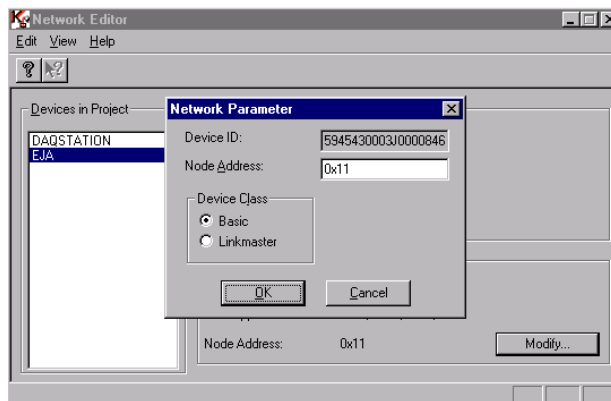 Network Editor
Edit View Help
Devices in Project
DAQSTATION
EJA
Network Parameter
Device ID: 5945430003J0000846
Node Address: 0x11
Device Class
Basic
Linkmaster
OK Cancel
Node Address: 0x11 Modify...